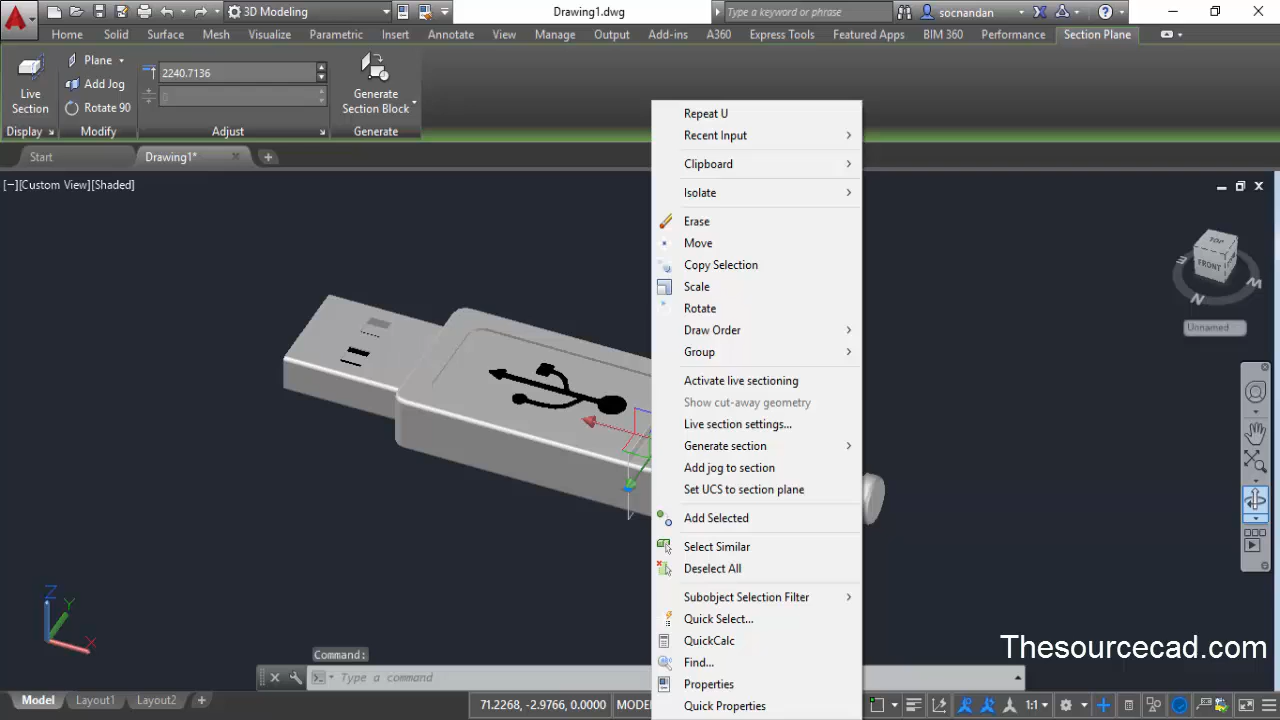 3D Modeling
Drawing1.dwg
Type a keyword or phrase
socnandan
Home Solid Surface Mesh Visualize Parametric Insert Annotate View Manage Output Add-ins A360 Express Tools Featured Apps BIM 360 Performance Section Plane
Live Section
Plane
Add Jog
Rotate 90
2240.7136
0
Generate Section Block
Display Modify Adjust Generate
Start Drawing1*
[−][Custom View][Shaded]
Repeat U
Recent Input
Clipboard
Isolate
Erase
Move
Copy Selection
Scale
Rotate
Draw Order
Group
Activate live sectioning
Show cut-away geometry
Live section settings...
Generate section
Add jog to section
Set UCS to section plane
Add Selected
Select Similar
Deselect All
Subobject Selection Filter
Quick Select...
QuickCalc
Find...
Properties
Quick Properties
TOP
FRONT
N
Unnamed
Z
Y
X
Thesourcecad.com
Command:
Type a command
Model Layout1 Layout2
71.2268, -2.9766, 0.0000
1:1